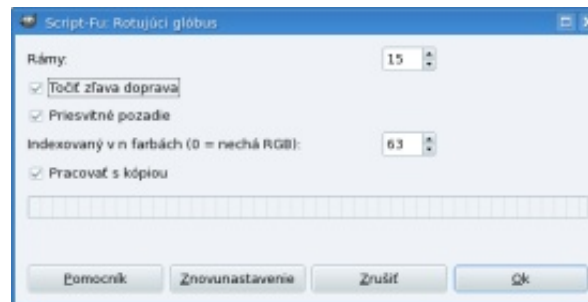 Script-Fu: Rotujúci glóbus
Rámy: 15
Točiť zľava doprava
Priesvitné pozadie
Indexovaný v n farbách (0 = nechá RGB): 63
Pracovať s kópiou
Pomocník Znovunastavenie Zrušiť Ok